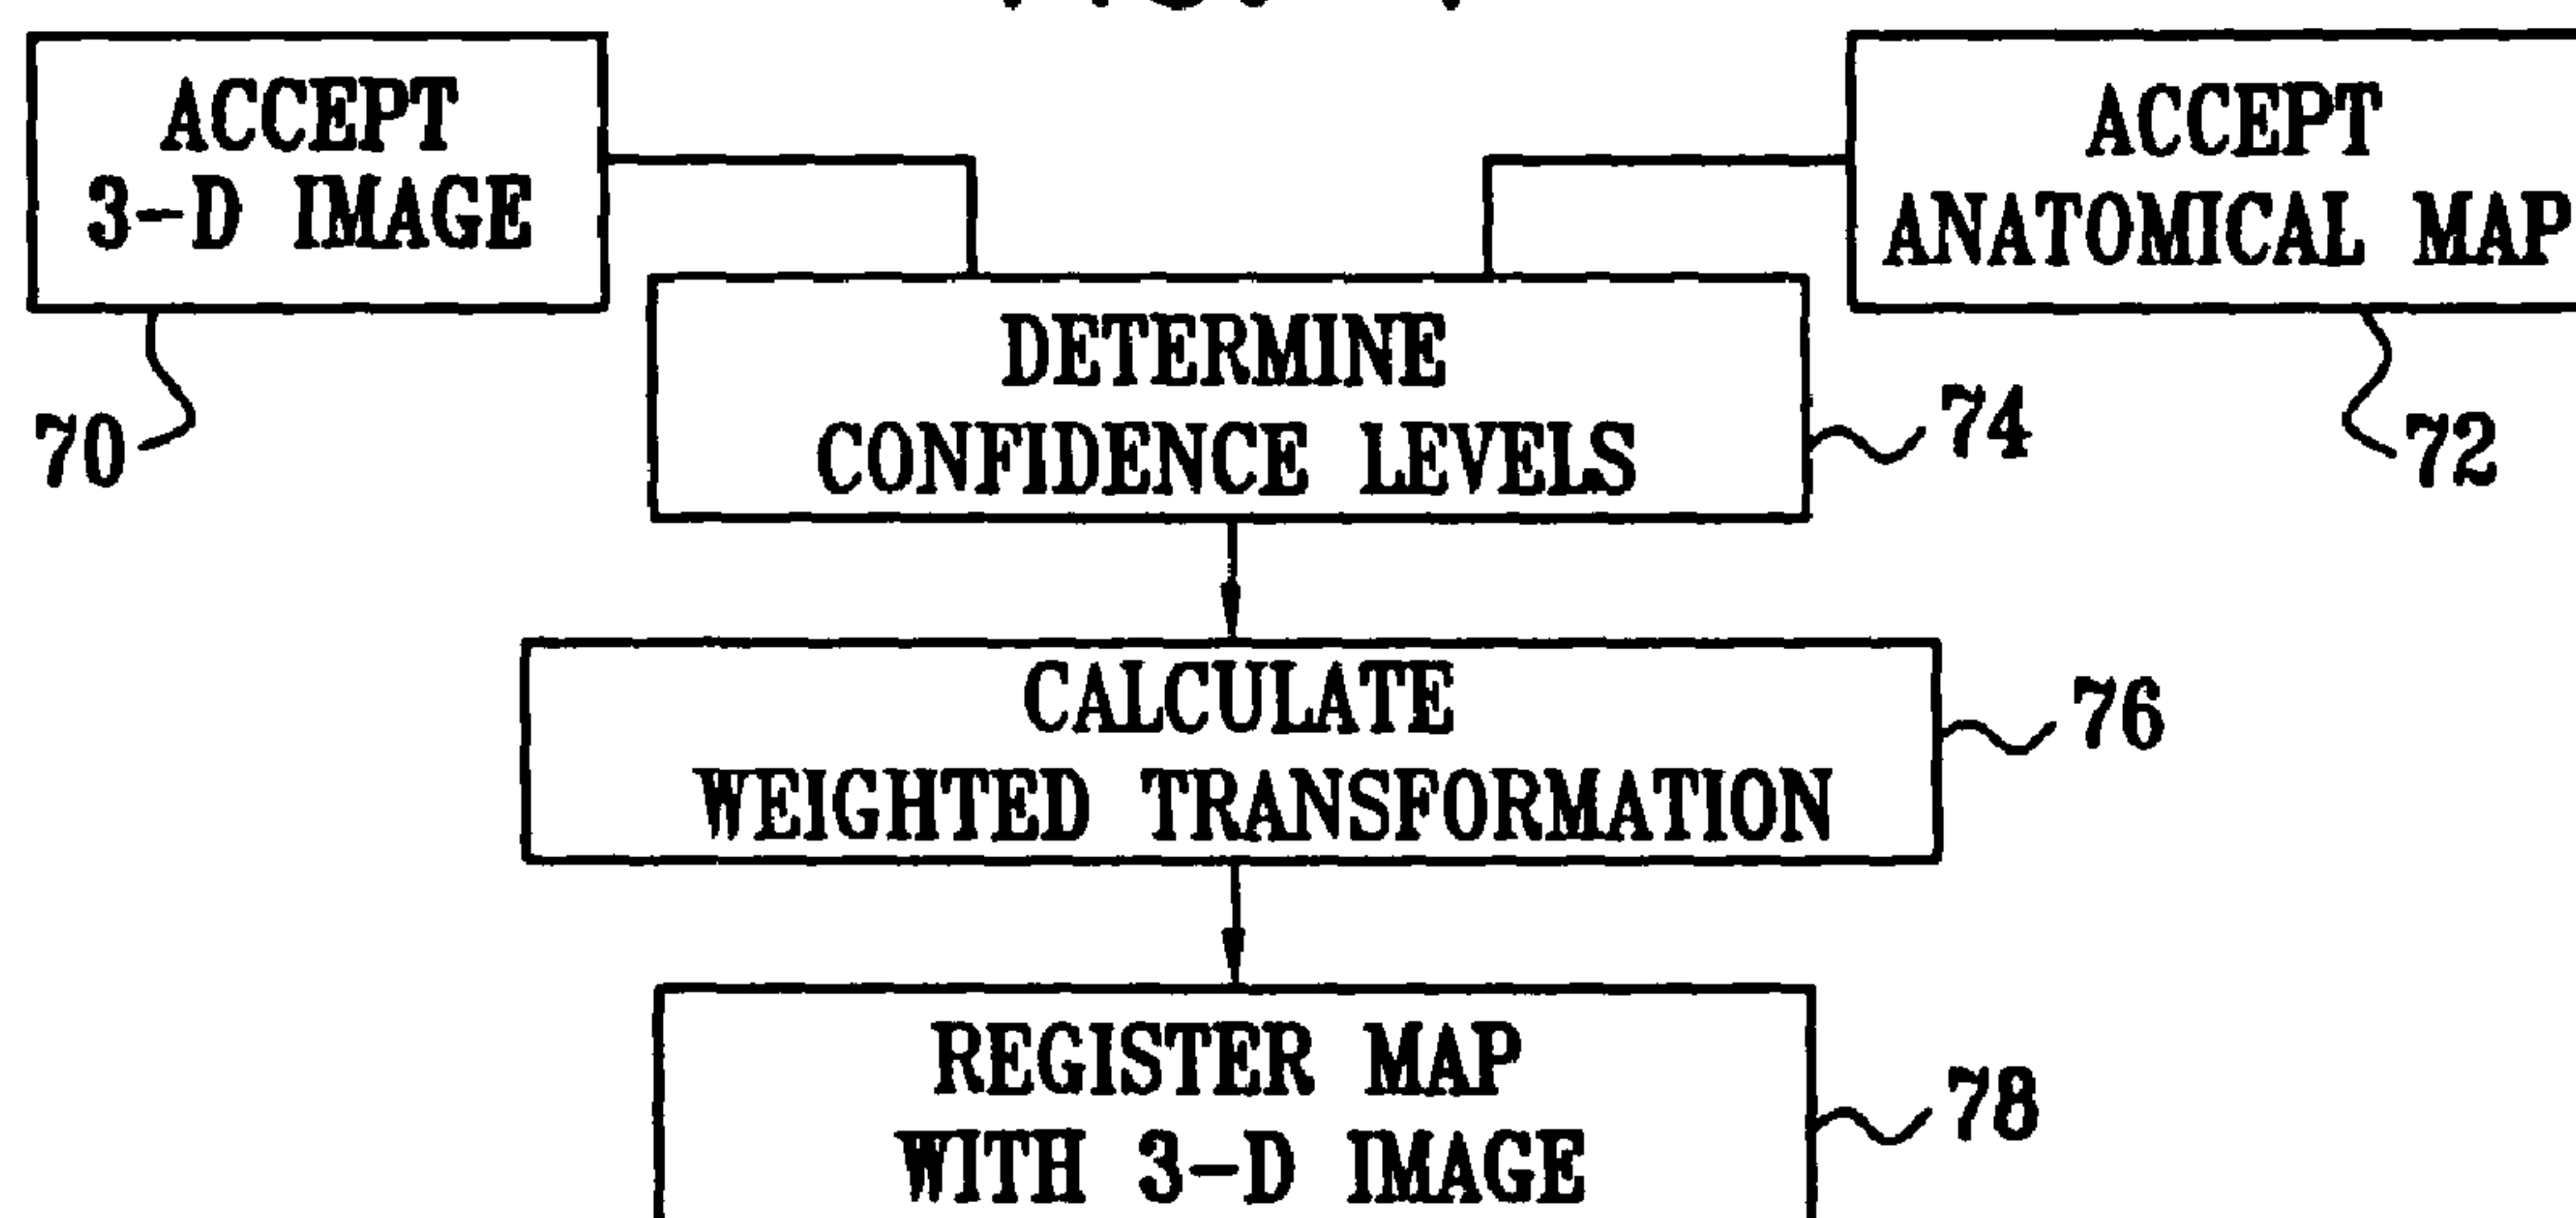 ACCEPT
3-D IMAGE
70
ACCEPT
ANATOMICAL MAP
72
DETERMINE
CONFIDENCE LEVELS
74
CALCULATE
WEIGHTED TRANSFORMATION
76
REGISTER MAP
WITH 3-D IMAGE
78